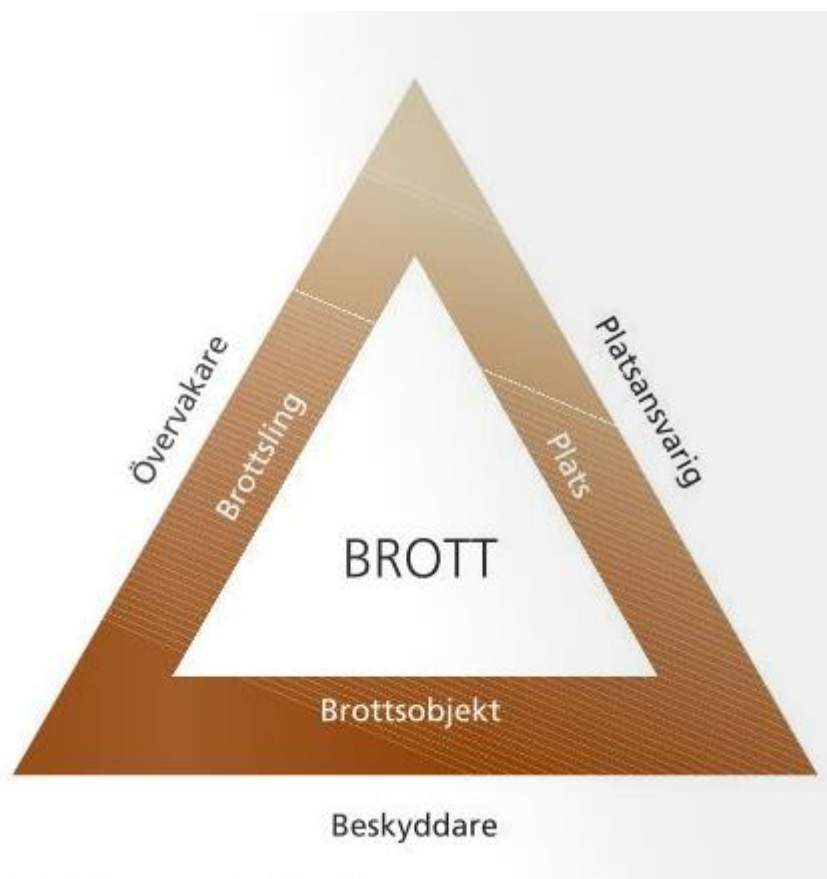 Övervakare
Brottsling
Platsansvarig
Plats
BROTT
Brottsobjekt
Beskyddare